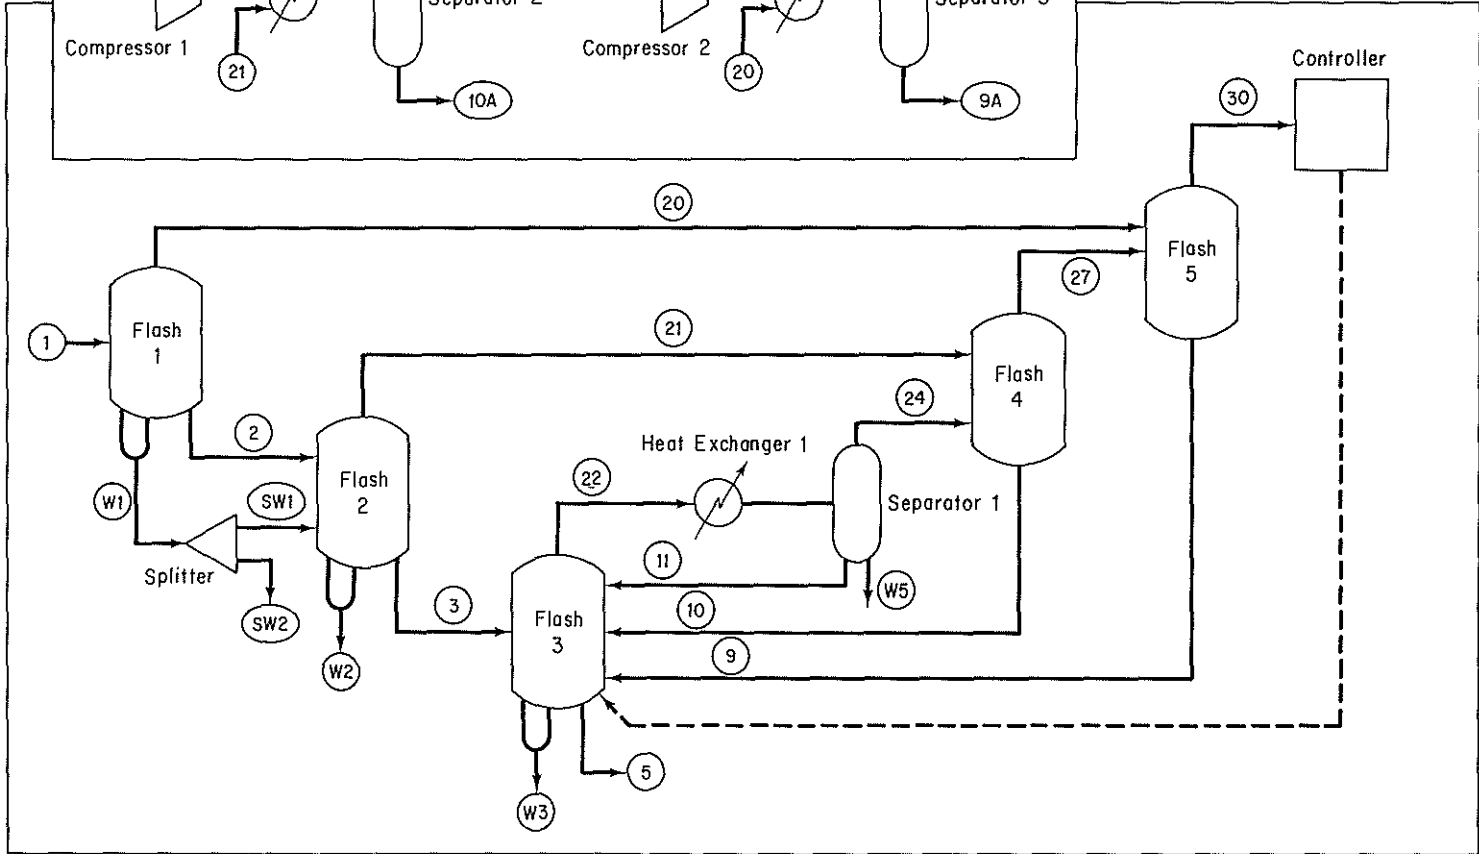 Separator 2
Separator 3
Compressor 1
Compressor 2
21
20
10A
9A
Controller
30
20
27
Flash
5
1
Flash
1
21
Flash
4
24
2
Heat Exchanger 1
22
Flash
2
Separator 1
W1
SW1
Splitter
11
W5
3
10
SW2
Flash
3
9
W2
5
W3